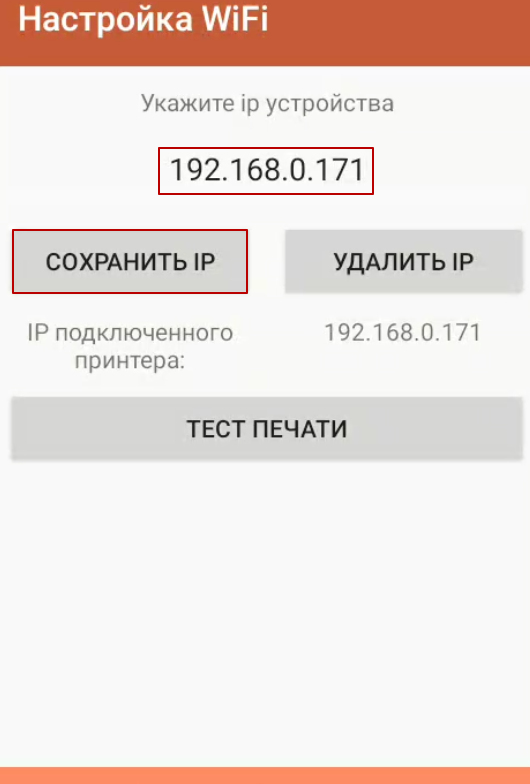 Настройка WiFi
Укажите ip устройства
192.168.0.171
СОХРАНИТЬ IP
УДАЛИТЬ IP
IP подключенного
принтера:
192.168.0.171
ТЕСТ ПЕЧАТИ